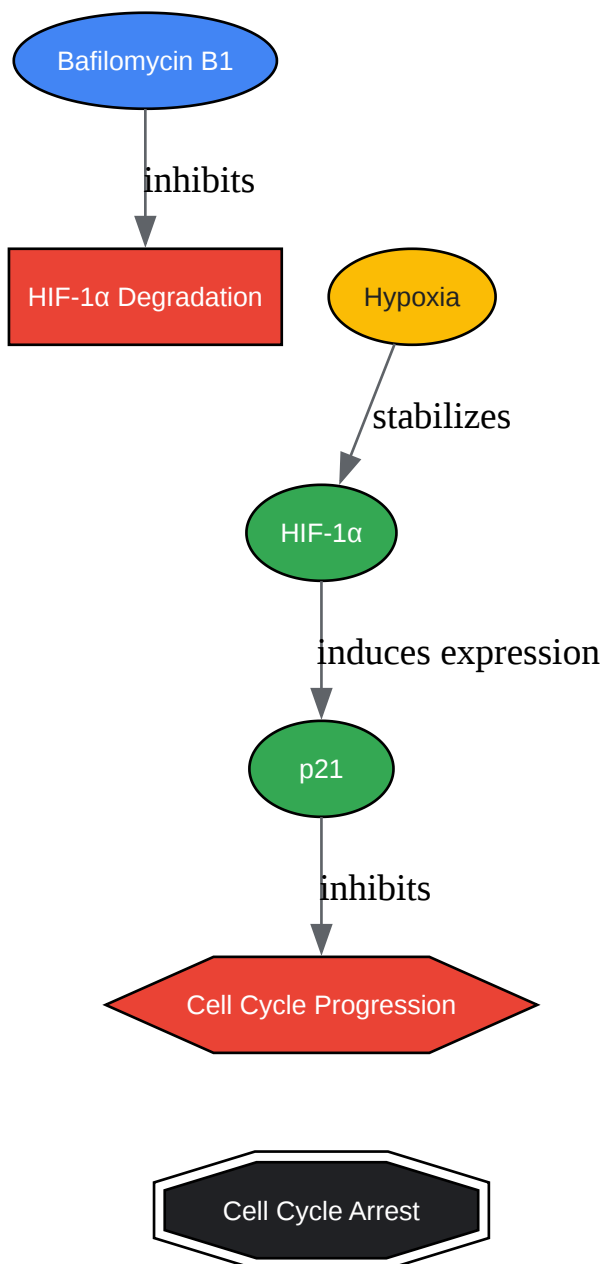 Bafilomycin B1
inhibits
HIF-1α Degradation
Hypoxia
stabilizes
HIF-1α
induces expression
p21
inhibits
Cell Cycle Progression
Cell Cycle Arrest